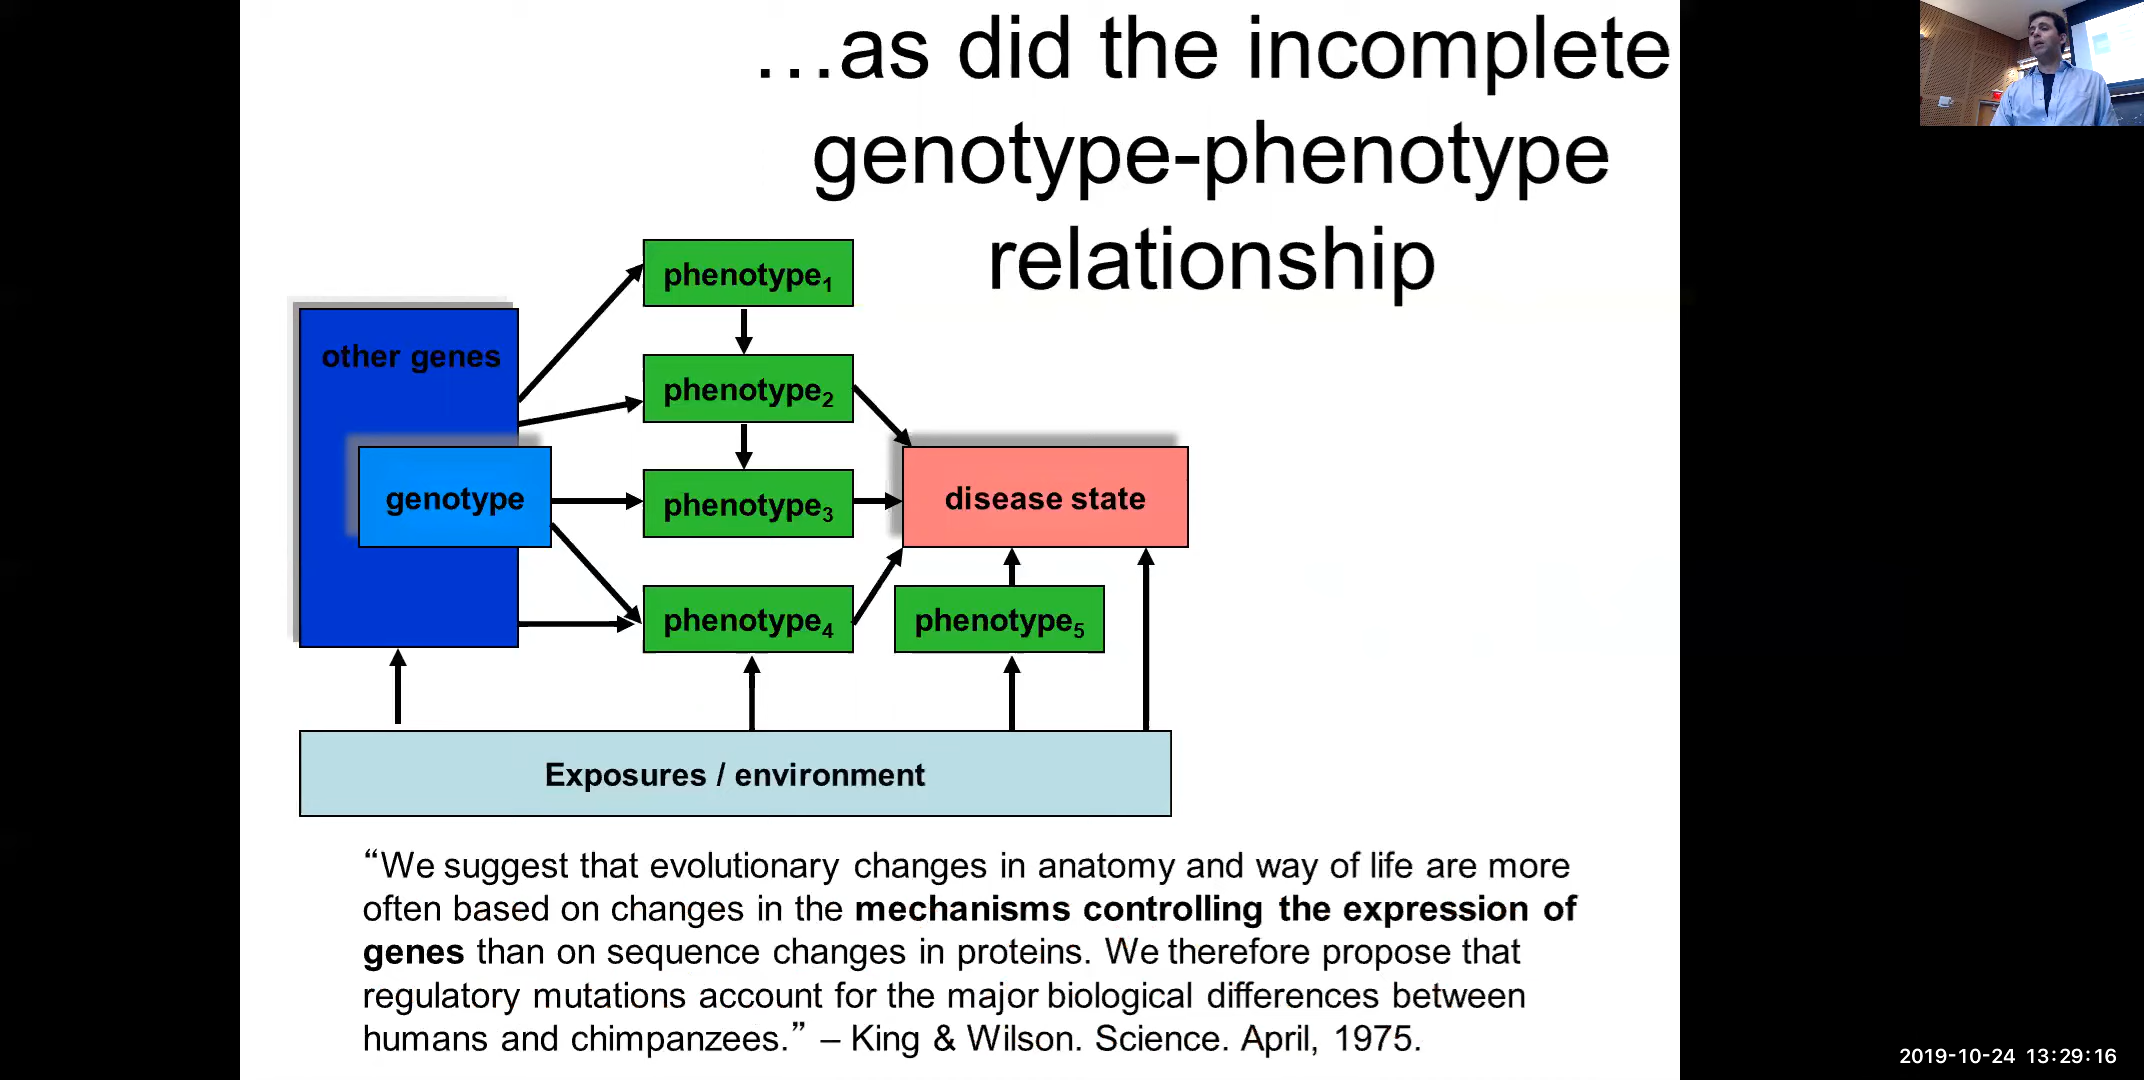 …as did the incomplete
genotype-phenotype
relationship
phenotype1
other genes
phenotype2
genotype
phenotype3
disease state
phenotype4
phenotype5
Exposures / environment
“We suggest that evolutionary changes in anatomy and way of life are more
often based on changes in the mechanisms controlling the expression of
genes than on sequence changes in proteins. We therefore propose that
regulatory mutations account for the major biological differences between
humans and chimpanzees.” – King & Wilson. Science. April, 1975.
2019-10-24 13:29:16